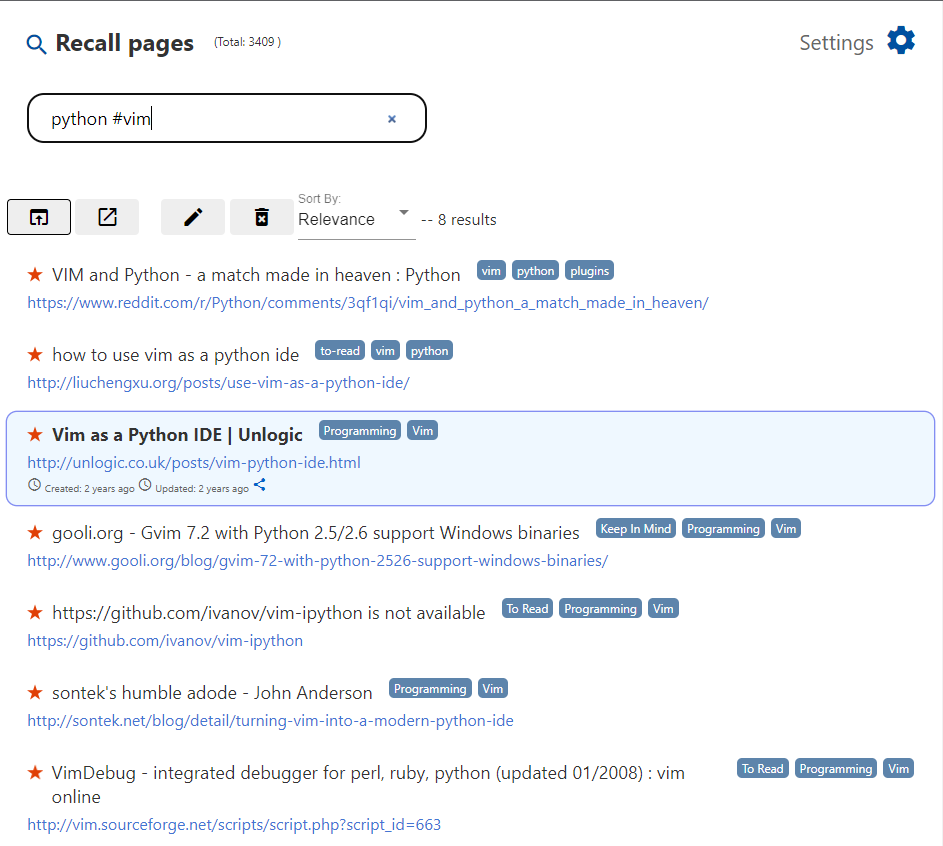 Recall pages (Total: 3409 ) Settings
python #vim ×
Sort By:
Relevance -- 8 results
VIM and Python - a match made in heaven : Python vim python plugins
https://www.reddit.com/r/Python/comments/3qf1qi/vim_and_python_a_match_made_in_heaven/
how to use vim as a python ide to-read vim python
http://liuchengxu.org/posts/use-vim-as-a-python-ide/
Vim as a Python IDE | Unlogic Programming Vim
http://unlogic.co.uk/posts/vim-python-ide.html
Created: 2 years ago Updated: 2 years ago
gooli.org - Gvim 7.2 with Python 2.5/2.6 support Windows binaries Keep In Mind Programming Vim
http://www.gooli.org/blog/gvim-72-with-python-2526-support-windows-binaries/
https://github.com/ivanov/vim-ipython is not available To Read Programming Vim
https://github.com/ivanov/vim-ipython
sontek's humble adode - John Anderson Programming Vim
http://sontek.net/blog/detail/turning-vim-into-a-modern-python-ide
VimDebug - integrated debugger for perl, ruby, python (updated 01/2008) : vim To Read Programming Vim
online
http://vim.sourceforge.net/scripts/script.php?script_id=663